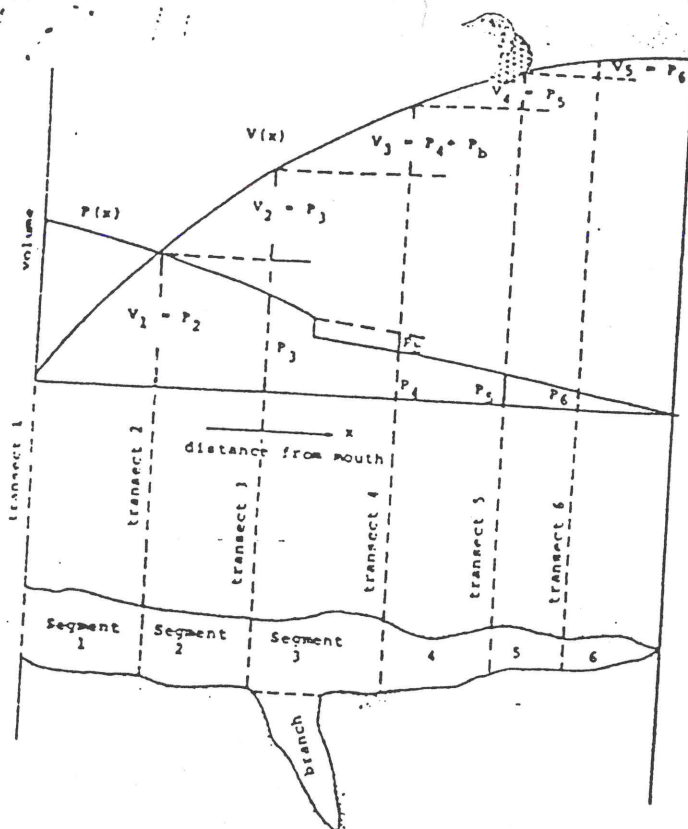 V5 = P6
V4 = P5
V(x)
V3 = P4 + Pb
P(x)
V2 = P3
volume
V1 = P2
P3
P4
P5
P6
x
distance from mouth
transect 1
transect 2
transect 3
transect 4
transect 5
transect 6
Segment
1
Segment
2
Segment
3
4
5
6
branch